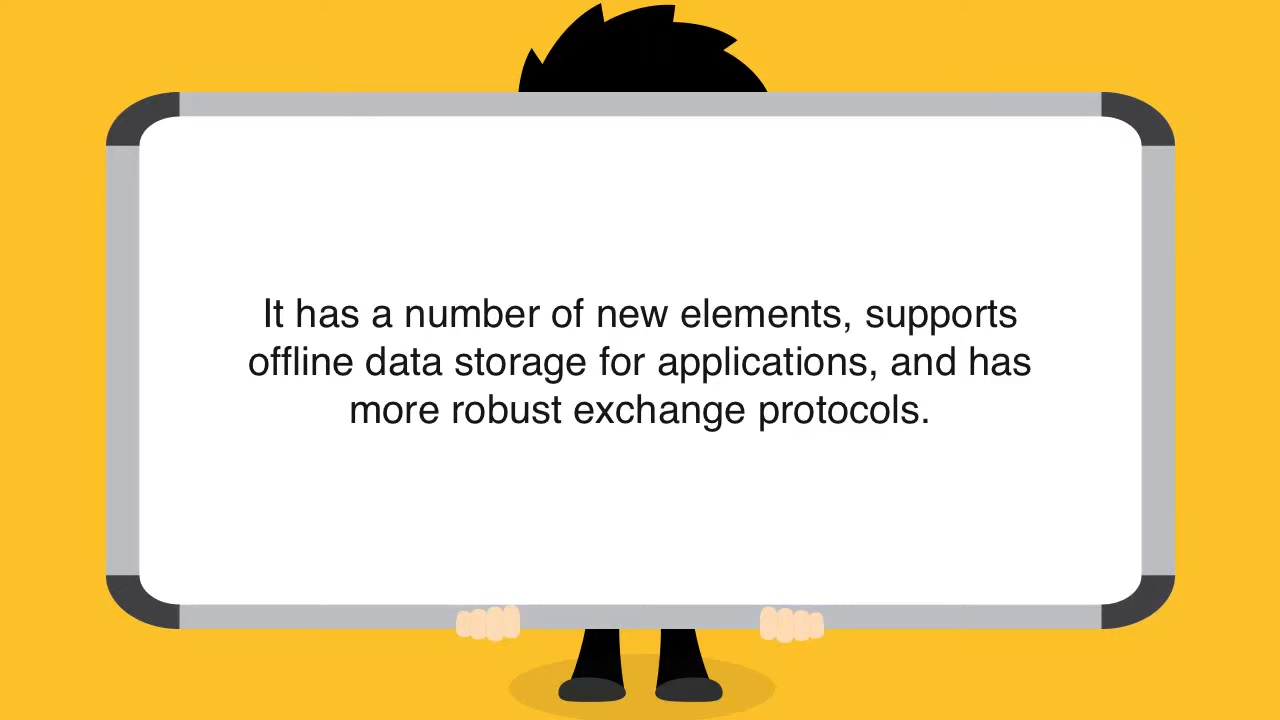 It has a number of new elements, supports
offline data storage for applications, and has
more robust exchange protocols.